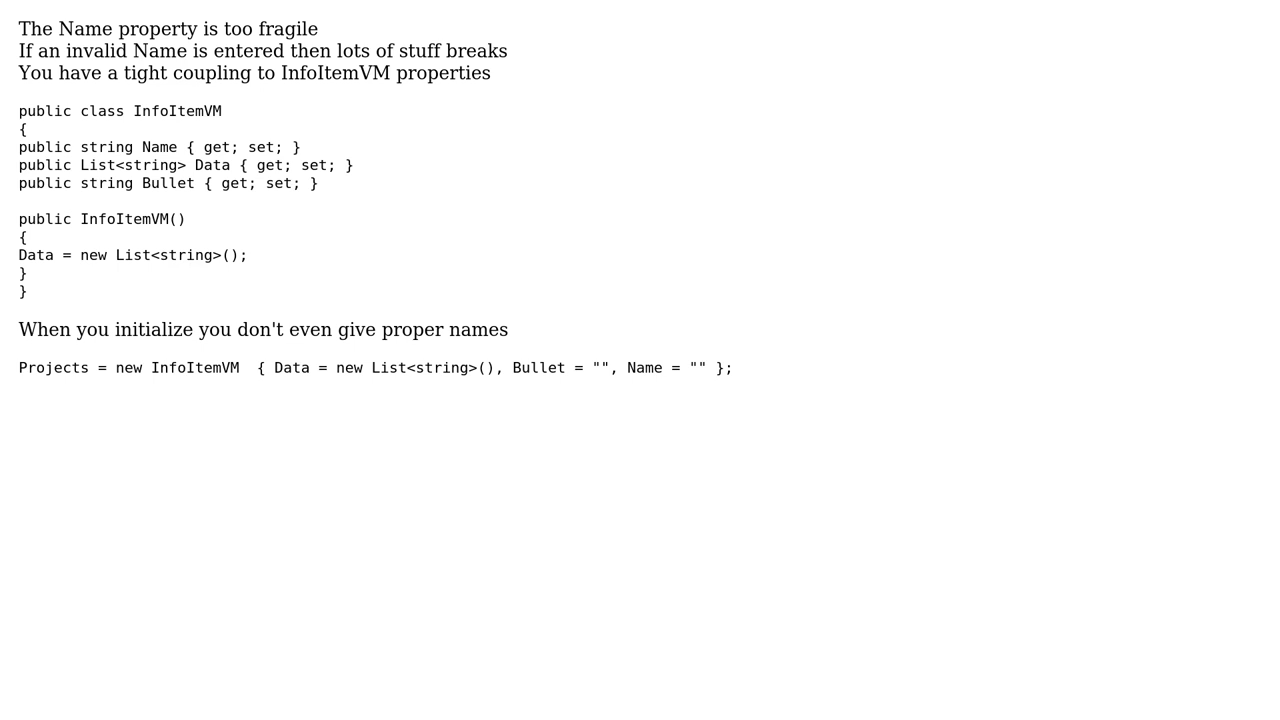 The Name property is too fragile
If an invalid Name is entered then lots of stuff breaks
You have a tight coupling to InfoItemVM properties
public class InfoItemVM
{
public string Name { get; set; }
public List<string> Data { get; set; }
public string Bullet { get; set; }
public InfoItemVM()
{
Data = new List<string>();
}
}
When you initialize you don't even give proper names
Projects = new InfoItemVM  { Data = new List<string>(), Bullet = "", Name = "" };